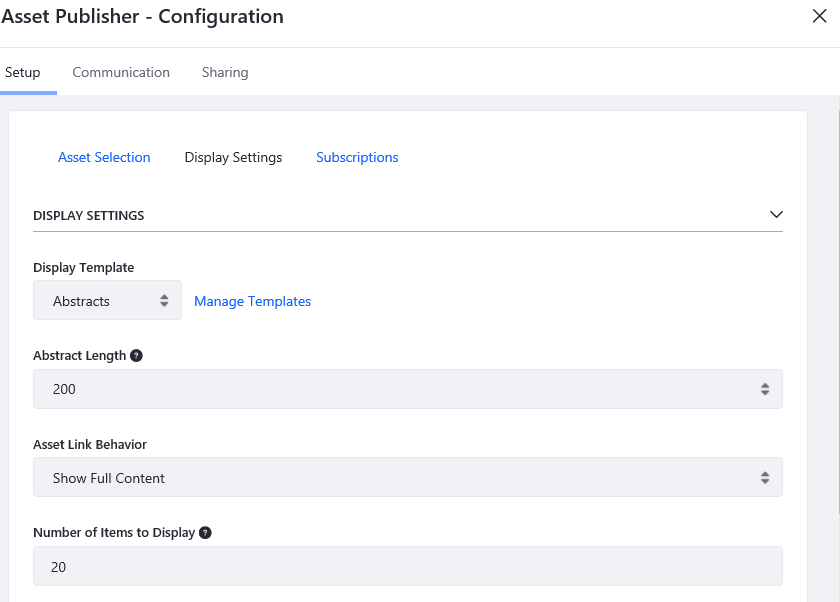 Asset Publisher - Configuration
Setup Communication Sharing
Asset Selection Display Settings Subscriptions
DISPLAY SETTINGS
Display Template
Abstracts Manage Templates
Abstract Length ?
200
Asset Link Behavior
Show Full Content
Number of Items to Display ?
20